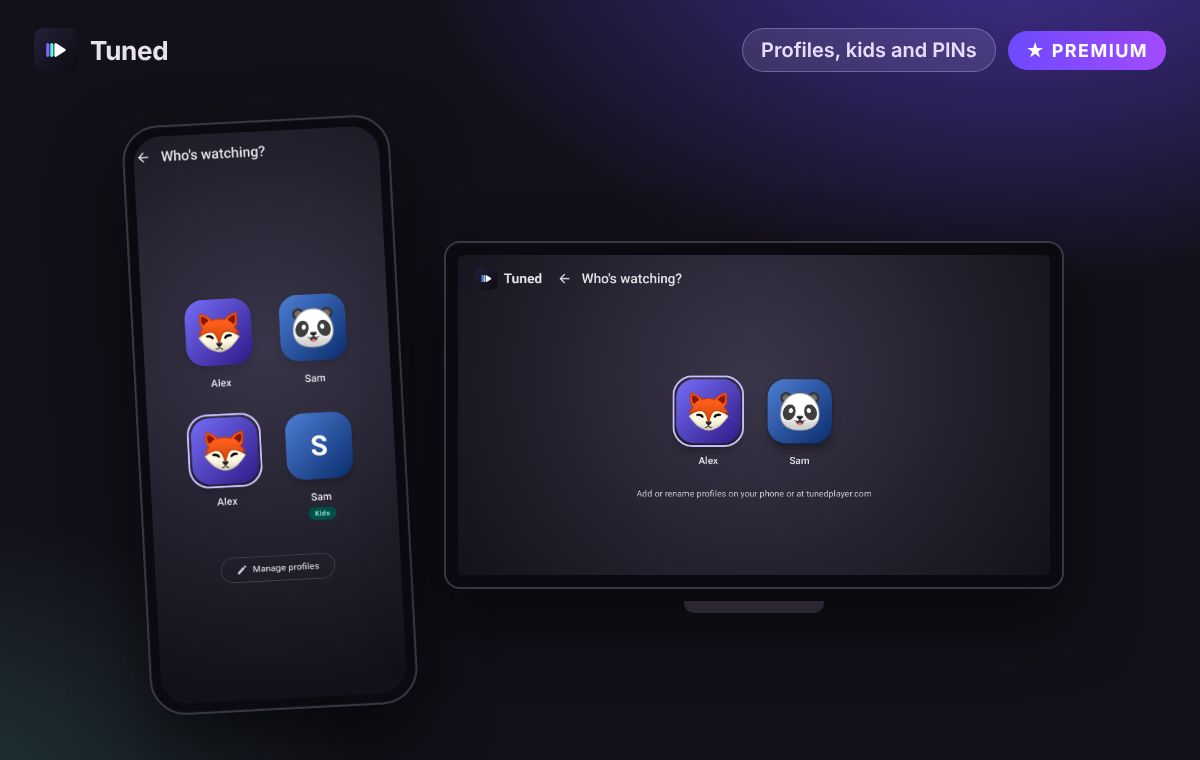 Tuned
Profiles, kids and PINs
★ PREMIUM
Who's watching?
Alex
Sam
Alex
S
Sam
Kids
Manage profiles
Tuned
Who's watching?
Alex
Sam
Add or rename profiles on your phone or at tunedplayer.com